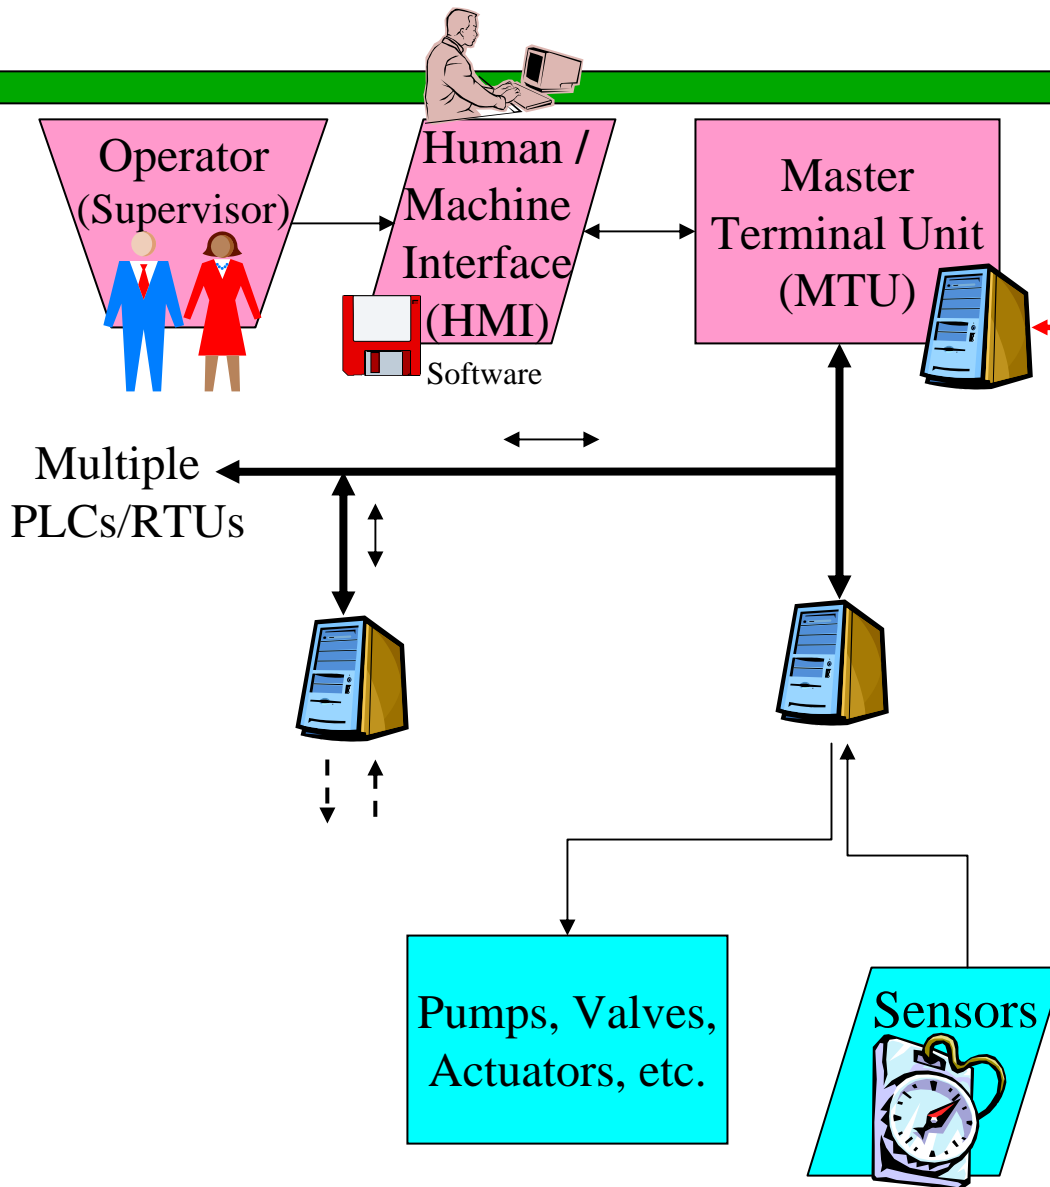 Operator
(Supervisor)
Human /
Machine
Interface
(HMI)
Software
Master
Terminal Unit
(MTU)
Multiple
PLCs/RTUs
Pumps, Valves,
Actuators, etc.
Sensors